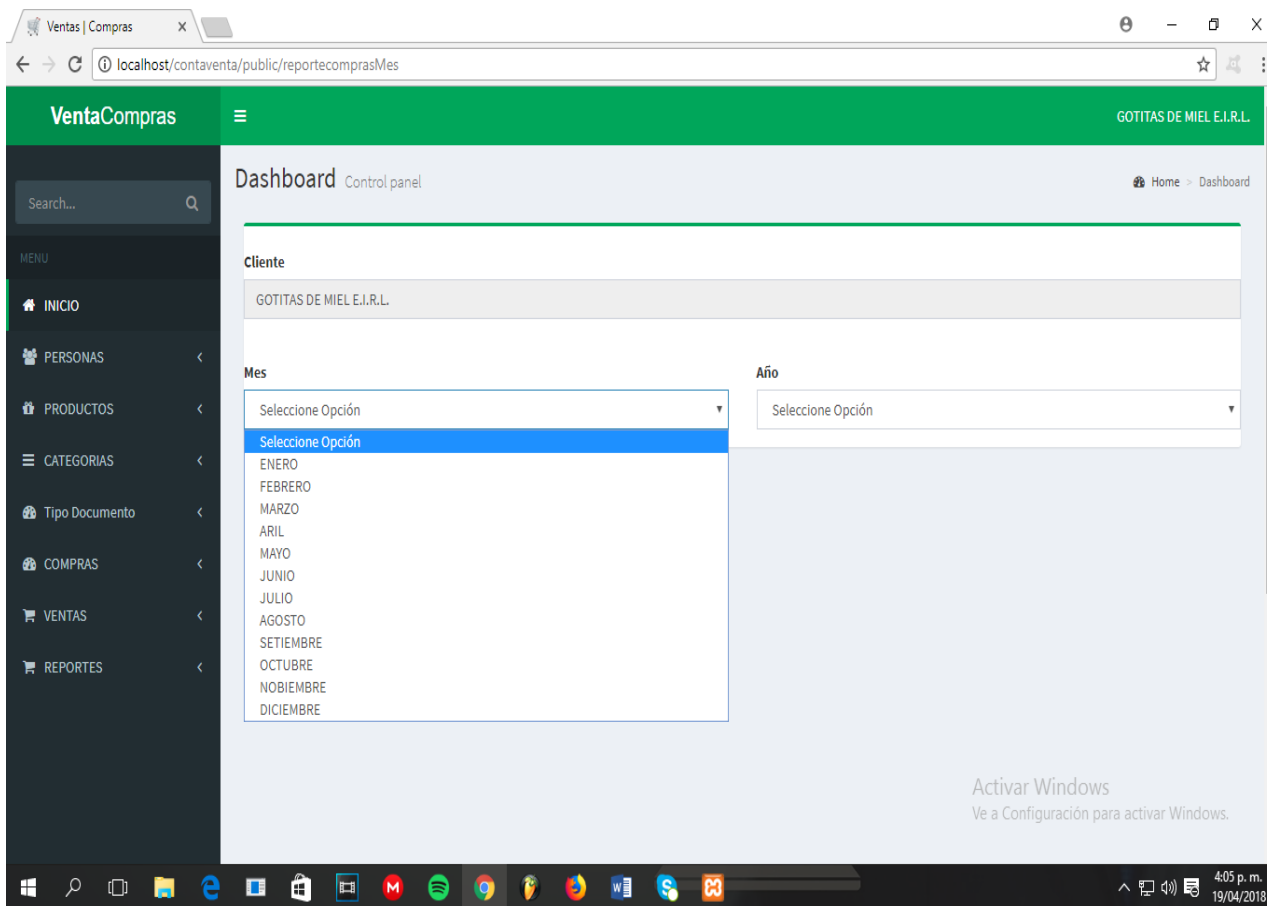 Ventas | Compras
localhost/contaventa/public/reportecomprasMes
VentaCompras
GOTITAS DE MIEL E.I.R.L.
Dashboard Control panel
Home > Dashboard
Search...
MENU
INICIO
PERSONAS
PRODUCTOS
CATEGORIAS
Tipo Documento
COMPRAS
VENTAS
REPORTES
Cliente
GOTITAS DE MIEL E.I.R.L.
Mes
Año
Seleccione Opción
Seleccione Opción
Seleccione Opción
ENERO
FEBRERO
MARZO
ARIL
MAYO
JUNIO
JULIO
AGOSTO
SETIEMBRE
OCTUBRE
NOBIEMBRE
DICIEMBRE
Activar Windows
Ve a Configuración para activar Windows.
4:05 p. m.
19/04/2018